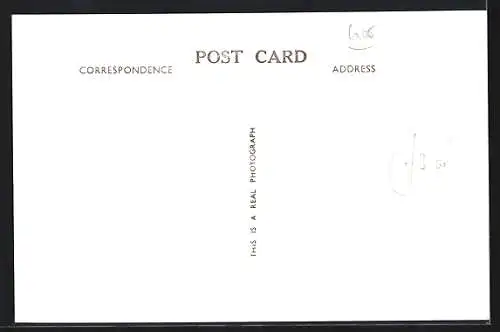 POST CARD
CORRESPONDENCE
ADDRESS
THIS IS A REAL PHOTOGRAPH